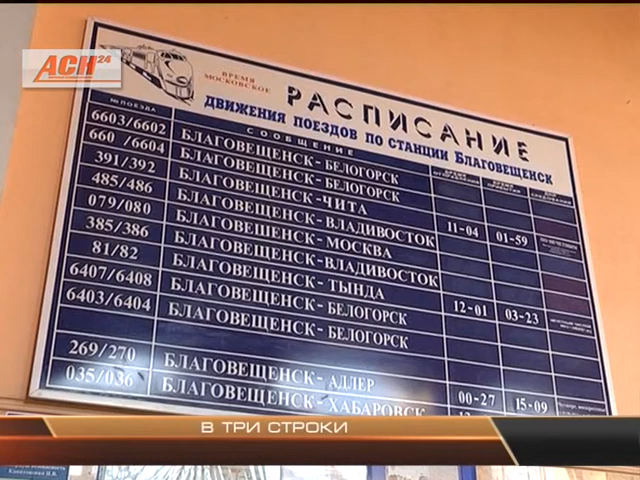 АСН 24
ВРЕМЯ МОСКОВСКОЕ
РАСПИСАНИЕ
ДВИЖЕНИЯ ПОЕЗДОВ ПО СТАНЦИИ БЛАГОВЕЩЕНСК
№ ПОЕЗДА СООБЩЕНИЕ
6603/6602 БЛАГОВЕЩЕНСК-БЕЛОГОРСК
660 /6604 БЛАГОВЕЩЕНСК-БЕЛОГОРСК
391/392 БЛАГОВЕЩЕНСК-ЧИТА
485/486 БЛАГОВЕЩЕНСК-ВЛАДИВОСТОК 11-04 01-59
079/080 БЛАГОВЕЩЕНСК-МОСКВА
385/386 БЛАГОВЕЩЕНСК-ВЛАДИВОСТОК
81/82 БЛАГОВЕЩЕНСК-ТЫНДА 12-01 03-23
6407/6408 БЛАГОВЕЩЕНСК-БЕЛОГОРСК
6403/6404 БЛАГОВЕЩЕНСК-БЕЛОГОРСК
269/270 БЛАГОВЕЩЕНСК-АДЛЕР 00-27 15-09
035/036 БЛАГОВЕЩЕНСК-ХАБАРОВСК
В ТРИ СТРОКИ